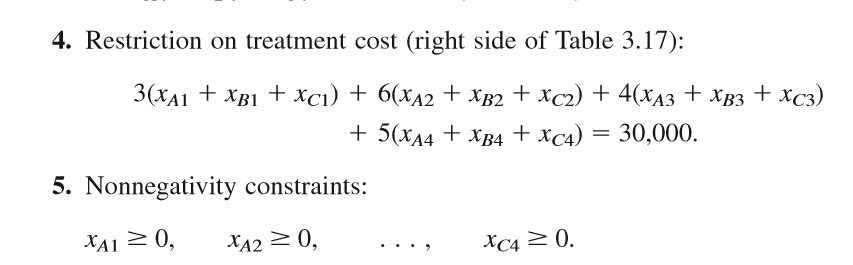 4. Restriction on treatment cost (right side of Table 3.17):
3(x_{A1} + x_{B1} + x_{C1}) + 6(x_{A2} + x_{B2} + x_{C2}) + 4(x_{A3} + x_{B3} + x_{C3})
+ 5(x_{A4} + x_{B4} + x_{C4}) = 30,000.
5. Nonnegativity constraints:
x_{A1} ≥ 0, x_{A2} ≥ 0, . . . , x_{C4} ≥ 0.